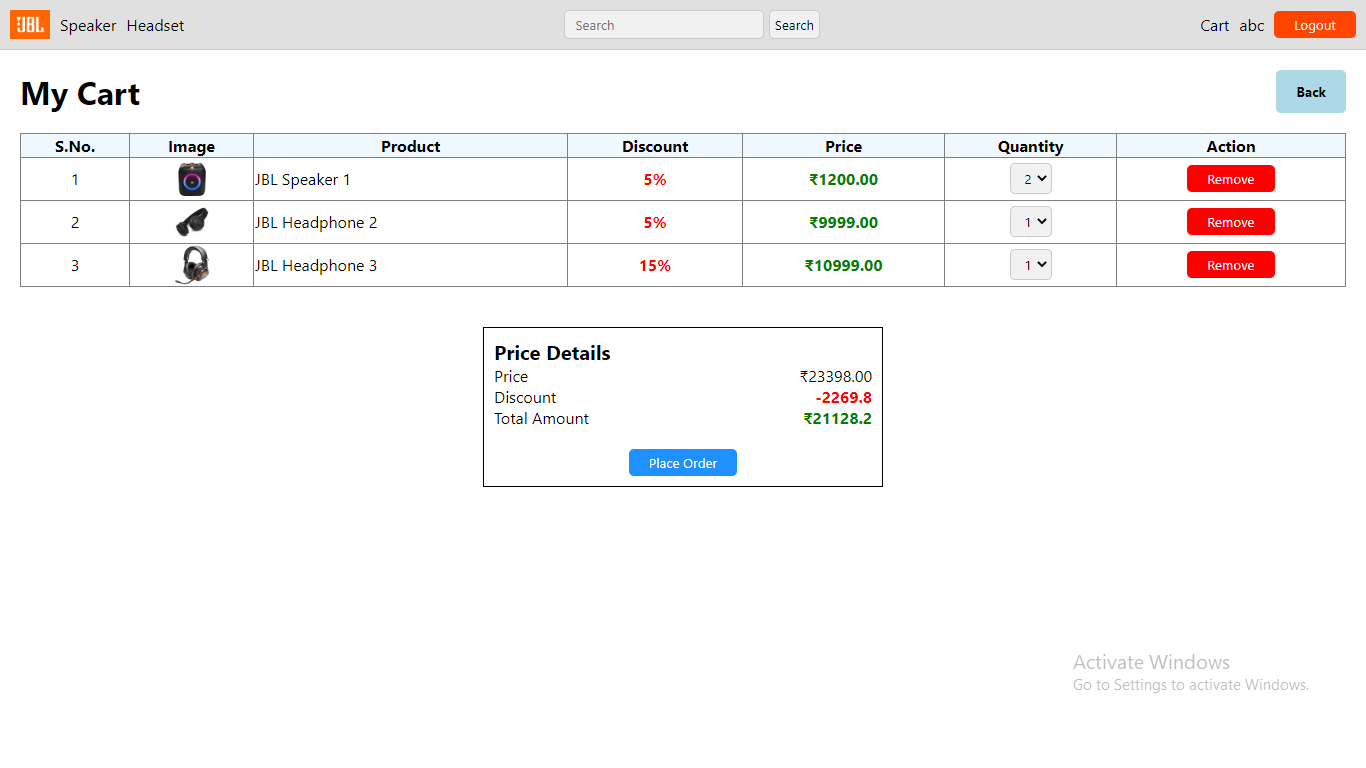 JBL Speaker Headset Search Search Cart abc Logout
My Cart Back
S.No. Image Product Discount Price Quantity Action
1 JBL Speaker 1 5% ₹1200.00 2 Remove
2 JBL Headphone 2 5% ₹9999.00 1 Remove
3 JBL Headphone 3 15% ₹10999.00 1 Remove
Price Details
Price ₹23398.00
Discount -2269.8
Total Amount ₹21128.2
Place Order
Activate Windows
Go to Settings to activate Windows.